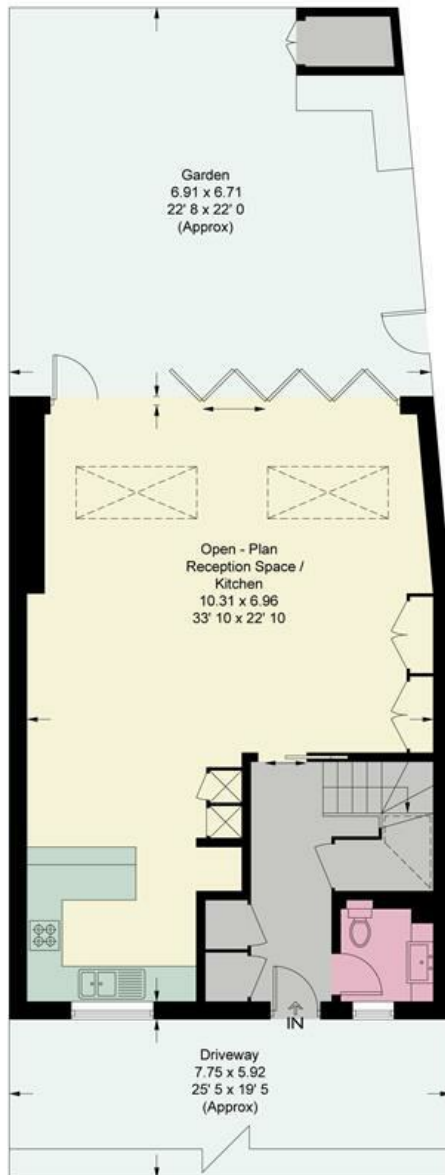 Garden
6.91 x 6.71
22' 8 x 22' 0
(Approx)
Open - Plan
Reception Space /
Kitchen
10.31 x 6.96
33' 10 x 22' 10
IN
Driveway
7.75 x 5.92
25' 5 x 19' 5
(Approx)